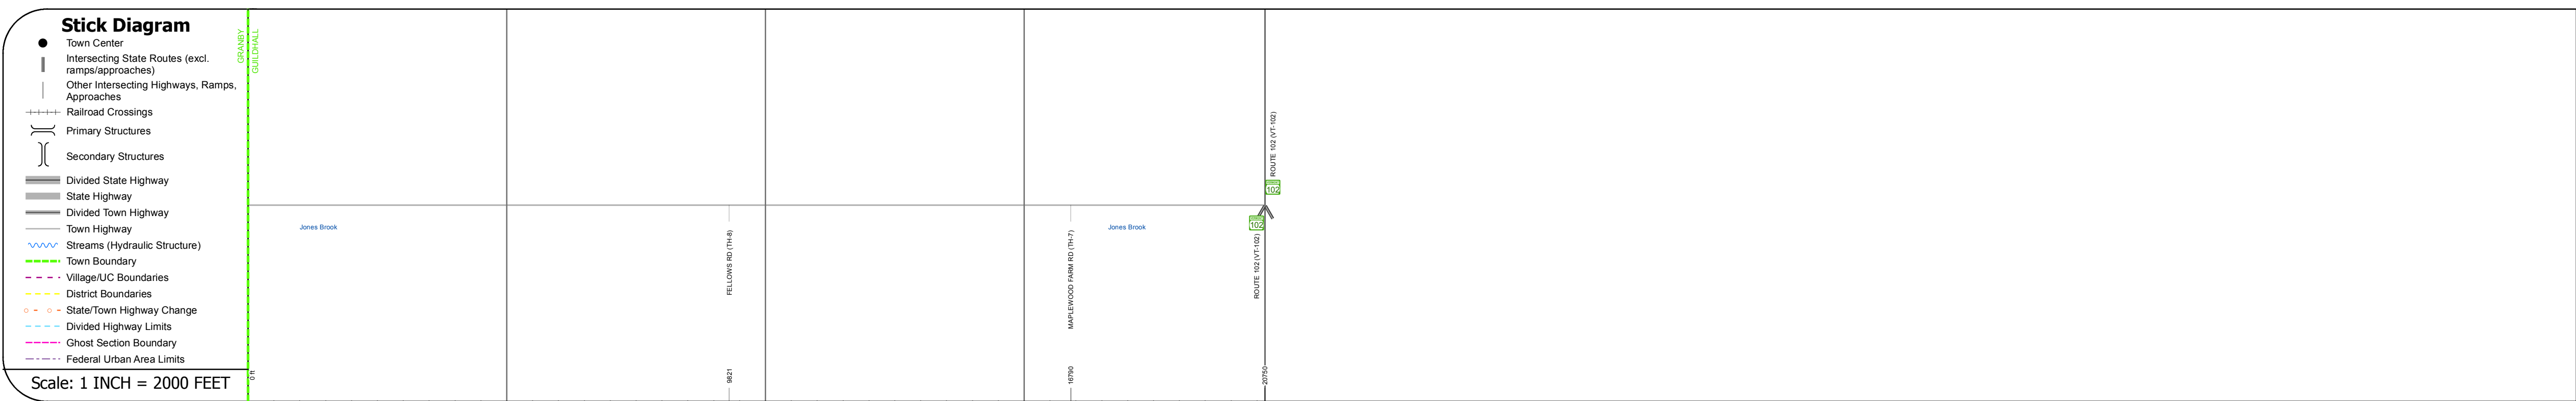 Stick Diagram
Town Center
Intersecting State Routes (excl.
ramps/approaches)
Other Intersecting Highways, Ramps,
Approaches
Railroad Crossings
Primary Structures
Secondary Structures
Divided State Highway
State Highway
Divided Town Highway
Town Highway
Streams (Hydraulic Structure)
Town Boundary
Village/UC Boundaries
District Boundaries
State/Town Highway Change
Divided Highway Limits
Ghost Section Boundary
Federal Urban Area Limits
Scale: 1 INCH = 2000 FEET
GRANBY
GUILDHALL
0 ft
Jones Brook
FELLOWS RD (TH-8)
9821
MAPLEWOOD FARM RD (TH-7)
16790
Jones Brook
ROUTE 102 (VT-102)
102
102
ROUTE 102 (VT-102)
20750